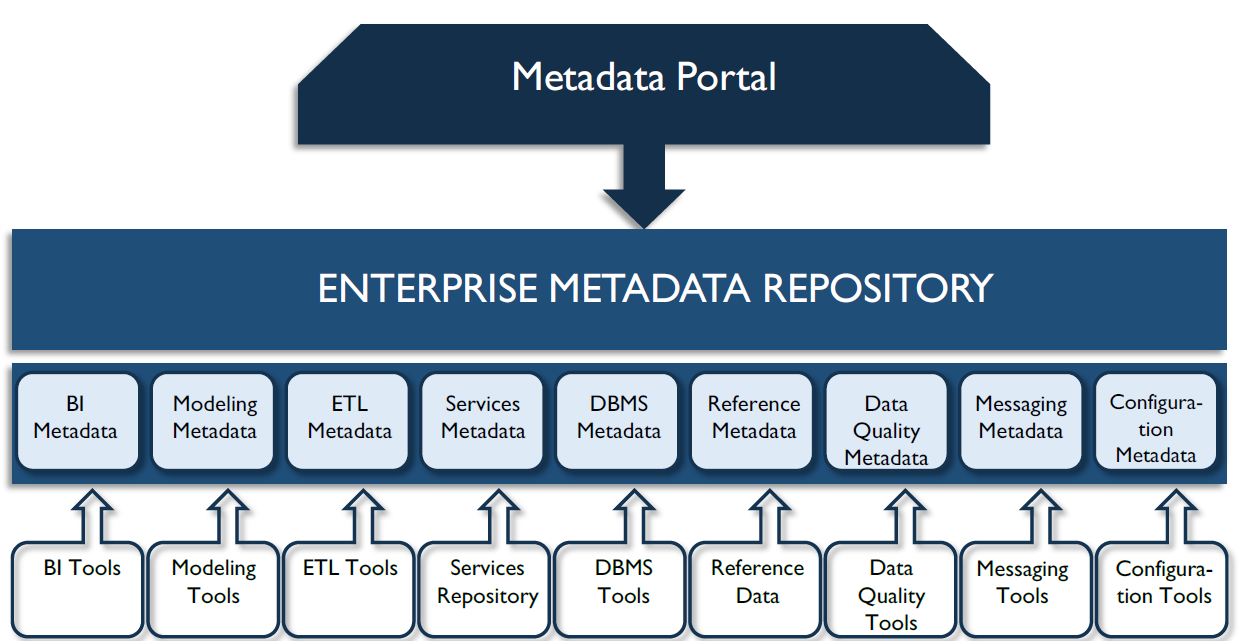 Metadata Portal
ENTERPRISE METADATA REPOSITORY
BI
Metadata
Modeling
Metadata
ETL
Metadata
Services
Metadata
DBMS
Metadata
Reference
Metadata
Data
Quality
Metadata
Messaging
Metadata
Configura-
tion
Metadata
BI Tools
Modeling
Tools
ETL Tools
Services
Repository
DBMS
Tools
Reference
Data
Data
Quality
Tools
Messaging
Tools
Configura-
tion Tools